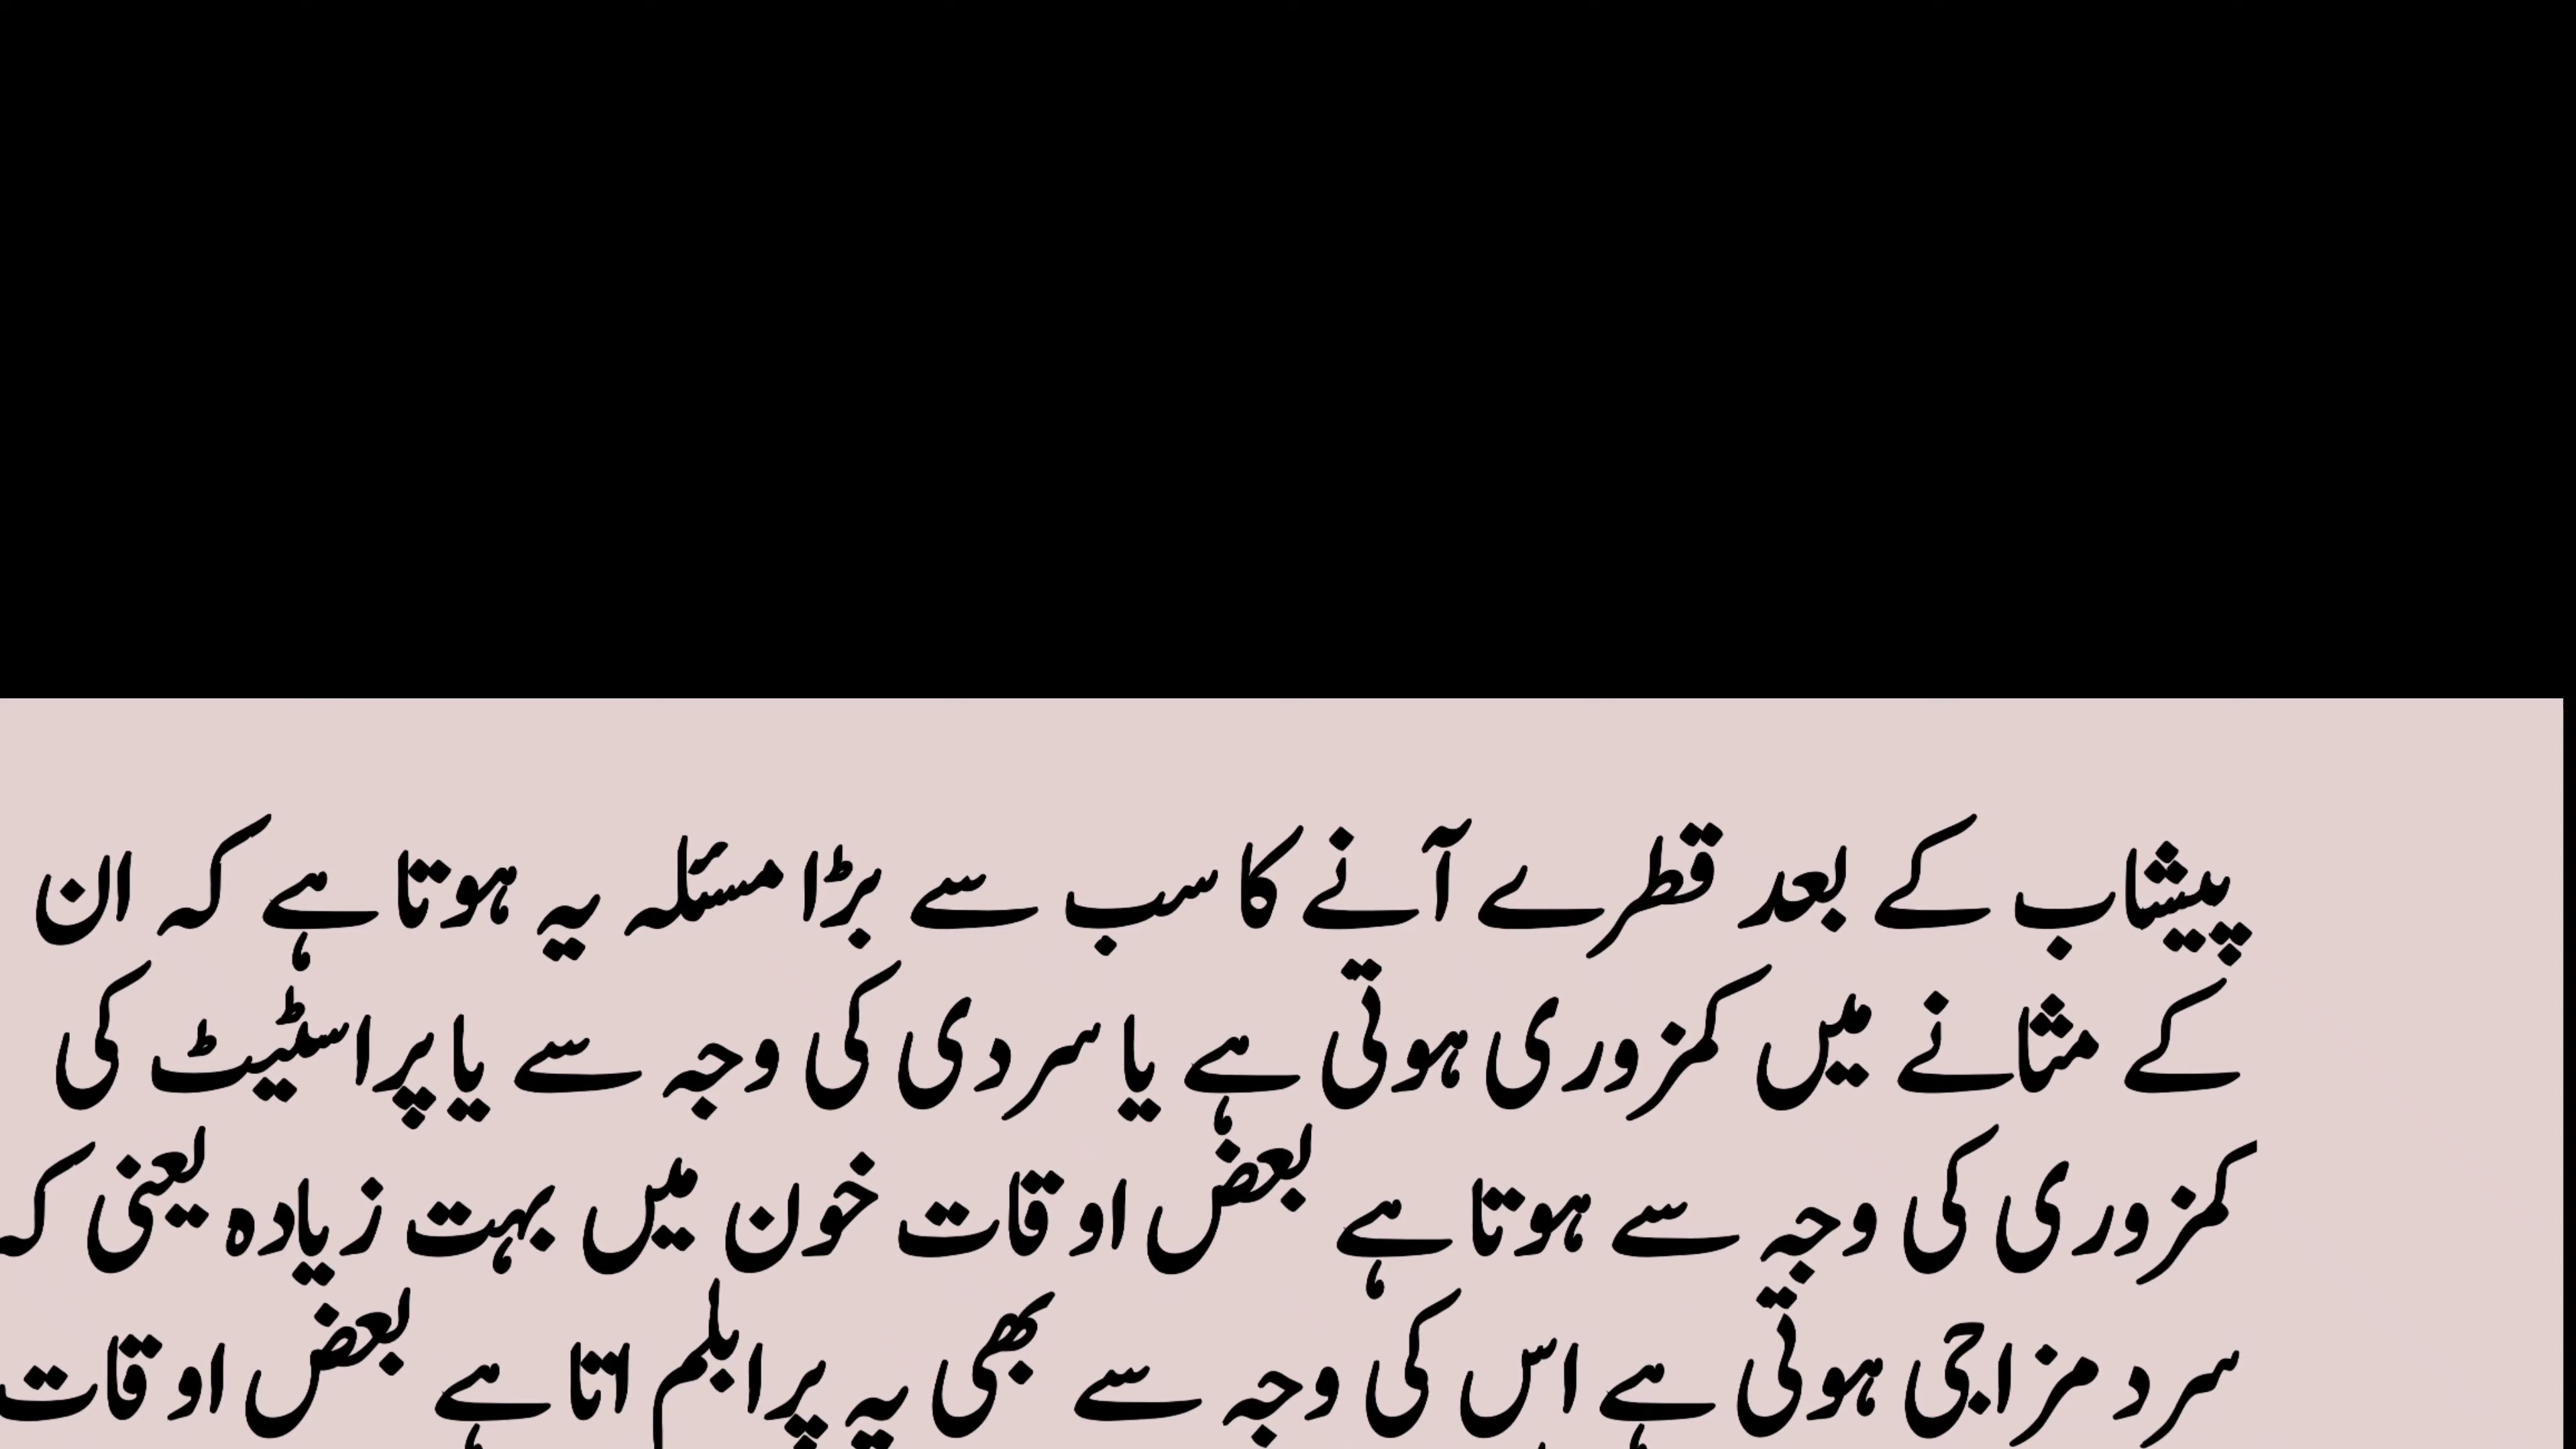 پیشاب کے بعد قطرے آنے کا سب سے بڑا مسئلہ یہ ہوتا ہے کہ ان
کے مثانے میں کمزوری ہوتی ہے یا سردی کی وجہ سے یا پراسٹیٹ کی
کمزوری کی وجہ سے ہوتا ہے بعض اوقات خون میں بہت زیادہ یعنی کہ
سرد مزاجی ہوتی ہے اس کی وجہ سے بھی یہ پرابلم اتا ہے بعض اوقات